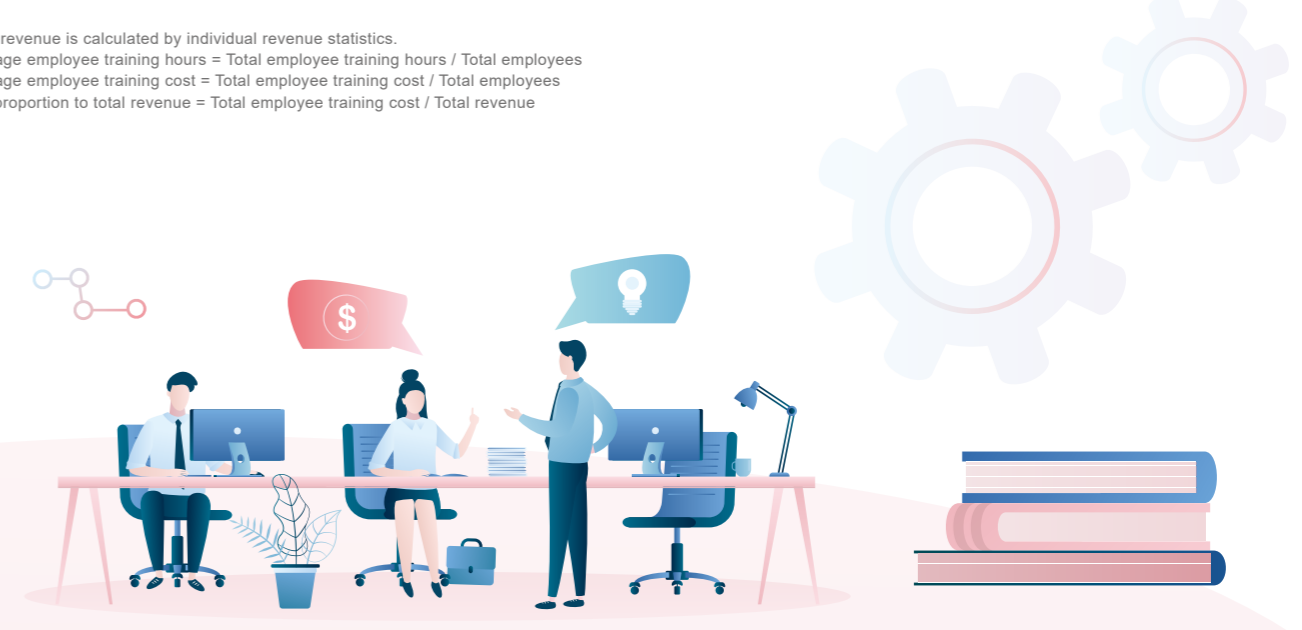 revenue is calculated by individual revenue statistics.
age employee training hours = Total employee training hours / Total employees
age employee training cost = Total employee training cost / Total employees
proportion to total revenue = Total employee training cost / Total revenue
$